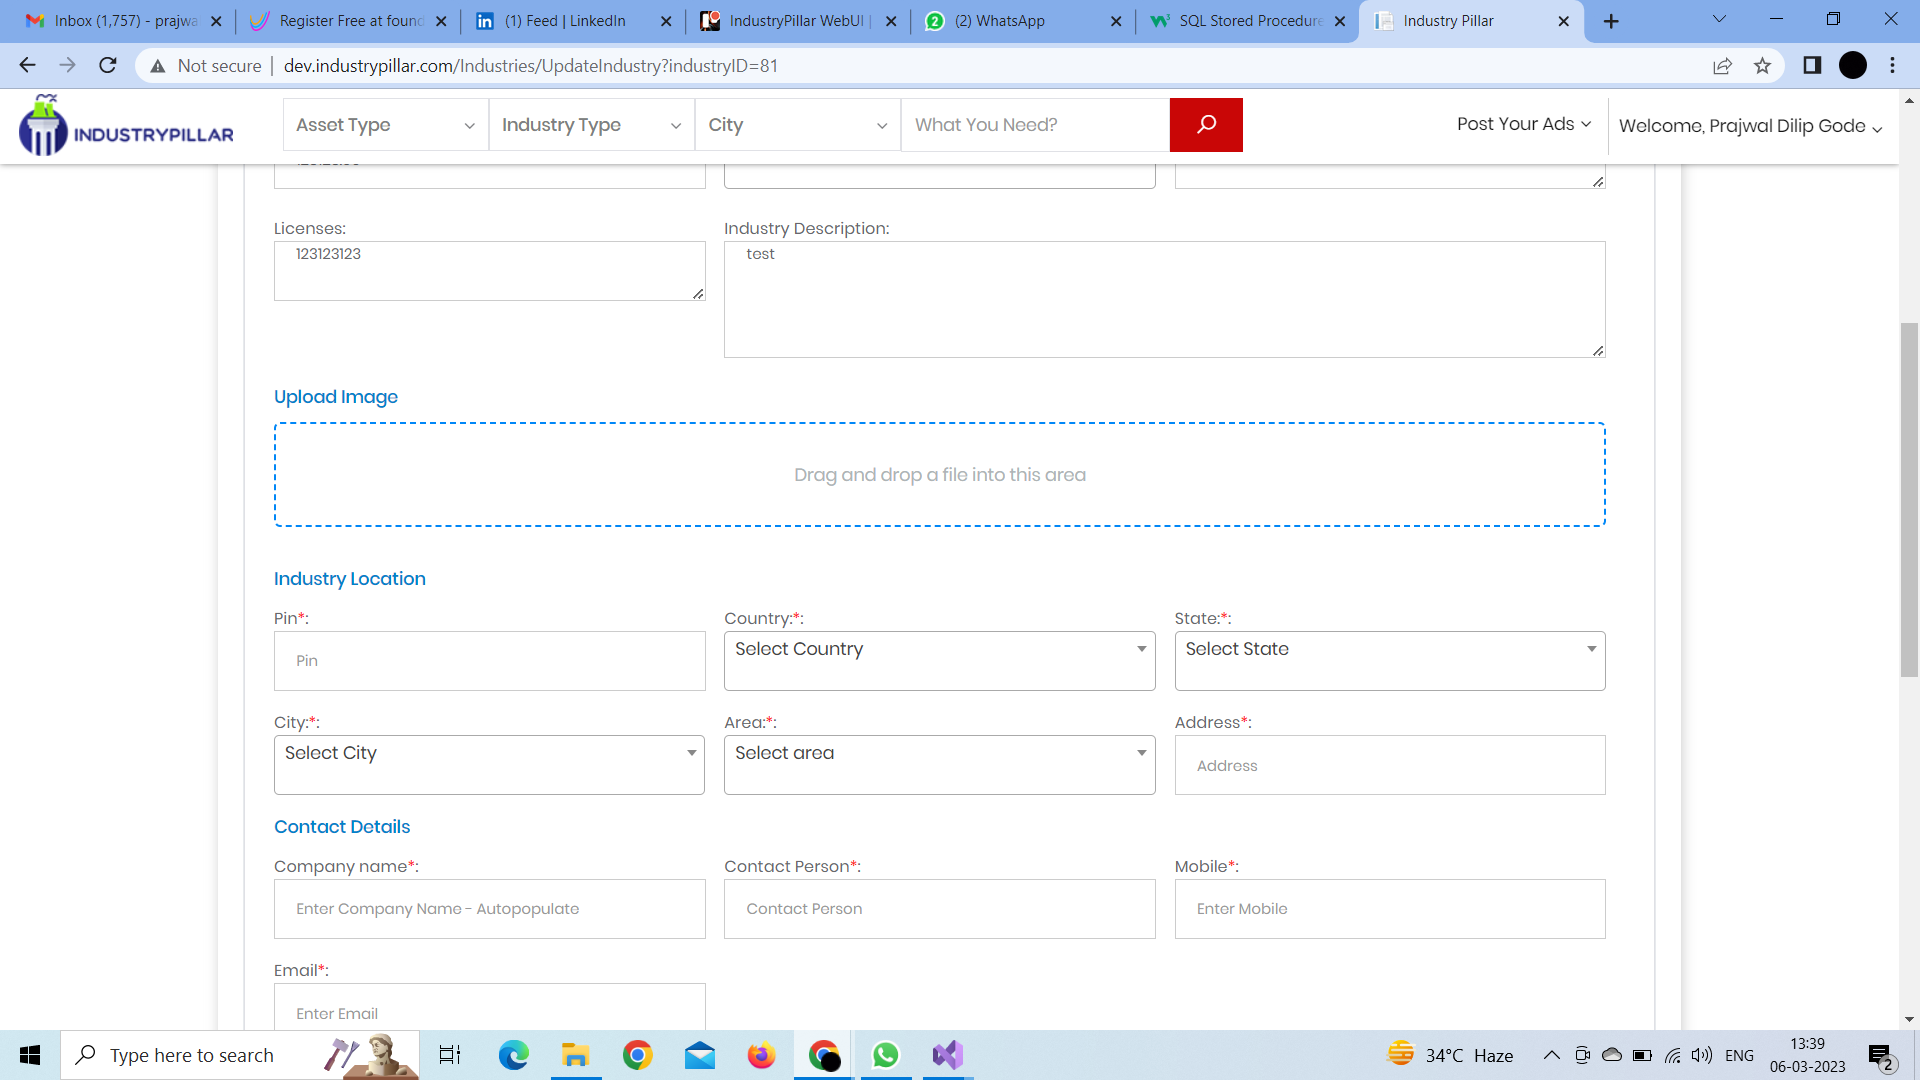 Inbox (1,757) - prajwa
Register Free at found
(1) Feed | LinkedIn
IndustryPillar WebUI |
(2) WhatsApp
SQL Stored Procedure
Industry Pillar
Not secure
dev.industrypillar.com/Industries/UpdateIndustry?industryID=81
INDUSTRYPILLAR
Asset Type
Industry Type
City
What You Need?
Post Your Ads
Welcome, Prajwal Dilip Gode
Licenses:
Industry Description:
123123123
test
Upload Image
Drag and drop a file into this area
Industry Location
Pin*:
Country:*:
State:*:
Pin
Select Country
Select State
City:*:
Area:*:
Address*:
Select City
Select area
Address
Contact Details
Company name*:
Contact Person*:
Mobile*:
Enter Company Name - Autopopulate
Contact Person
Enter Mobile
Email*:
Enter Email
Type here to search
34°C Haze
ENG
13:39
06-03-2023
2